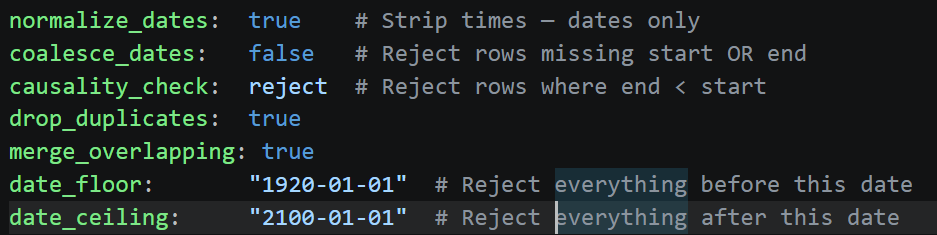 normalize_dates:  true    # Strip times — dates only
coalesce_dates:   false   # Reject rows missing start OR end
causality_check:  reject  # Reject rows where end < start
drop_duplicates:  true
merge_overlapping: true
date_floor:       "1920-01-01"  # Reject everything before this date
date_ceiling:     "2100-01-01"  # Reject everything after this date